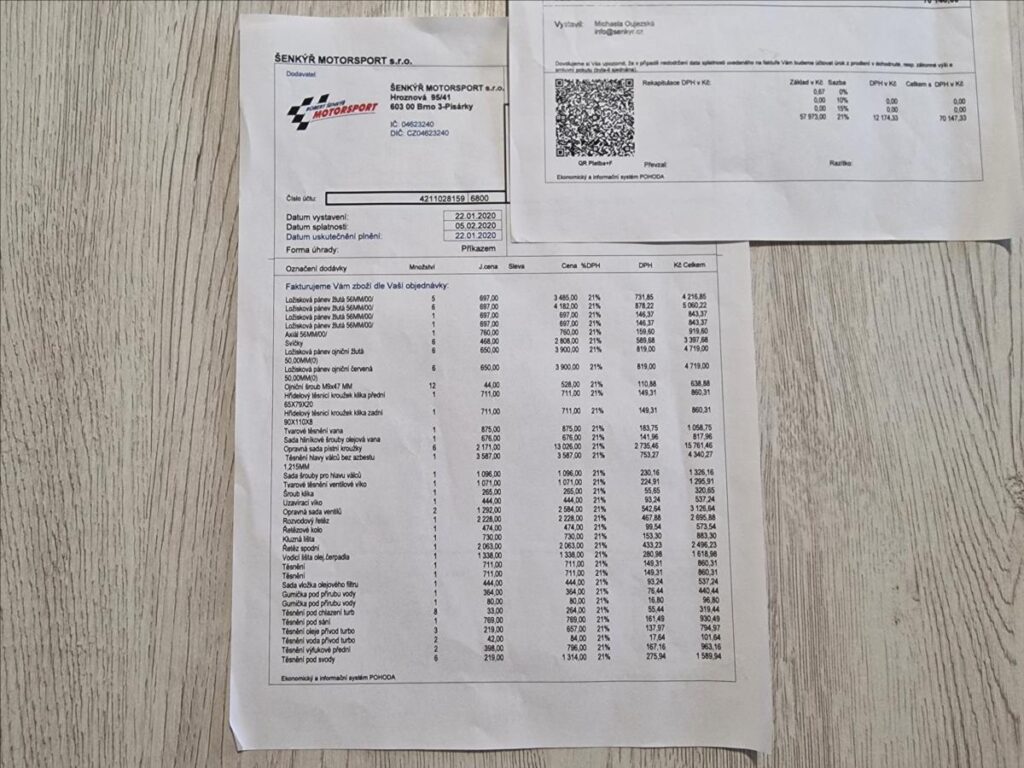 ŠENKÝŘ MOTORSPORT s.r.o.
Dodavatel
ROBERT ŠENKÝŘ
MOTORSPORT
ŠENKÝŘ MOTORSPORT s.r.o.
Hroznová 95/41
603 00 Brno 3-Pisárky
IČ: 04623240
DIČ: CZ04623240
Číslo účtu: 4211028159 6800
Datum vystavení: 22.01.2020
Datum splatnosti: 05.02.2020
Datum uskutečnění plnění: 22.01.2020
Forma úhrady: Příkazem
Označení dodávky Množství J.cena Sleva Cena %DPH DPH Kč Celkem
Fakturujeme Vám zboží dle Vaší objednávky:
Ložisková pánev žlutá 56MM/00/ 5 697,00 3 485,00 21% 731,85 4 216,85
Ložisková pánev žlutá 56MM/00/ 6 697,00 4 182,00 21% 878,22 5 060,22
Ložisková pánev žlutá 56MM/00/ 1 697,00 697,00 21% 146,37 843,37
Ložisková pánev žlutá 56MM/00/ 1 697,00 697,00 21% 146,37 843,37
Axiál 56MM/00/ 1 760,00 760,00 21% 159,60 919,60
Svíčky 6 468,00 2 808,00 21% 589,68 3 397,68
Ložisková pánev ojniční žlutá 6 650,00 3 900,00 21% 819,00 4 719,00
50,00MM(0)
Ložisková pánev ojniční červená 6 650,00 3 900,00 21% 819,00 4 719,00
50,00MM(0)
Ojniční šroub M9x47 MM 12 44,00 528,00 21% 110,88 638,88
Hřídelový těsnící kroužek klika přední 1 711,00 711,00 21% 149,31 860,31
65X79X20
Hřídelový těsnící kroužek klika zadní 1 711,00 711,00 21% 149,31 860,31
90X110X8
Tvarové těsnění vana 1 875,00 875,00 21% 183,75 1 058,75
Sada hliníkové šrouby olejová vana 1 676,00 676,00 21% 141,96 817,96
Opravná sada pístní kroužky 6 2 171,00 13 026,00 21% 2 735,46 15 761,46
Těsnění hlavy válců bez azbestu 1 3 587,00 3 587,00 21% 753,27 4 340,27
1,215MM
Sada šrouby pro hlavu válců 1 1 096,00 1 096,00 21% 230,16 1 326,16
Tvarové těsnění ventilové víko 1 1 071,00 1 071,00 21% 224,91 1 295,91
Šroub klika 1 265,00 265,00 21% 55,65 320,65
Uzavírací víko 1 444,00 444,00 21% 93,24 537,24
Opravná sada ventilů 2 1 292,00 2 584,00 21% 542,64 3 126,64
Rozvodový řetěz 1 2 228,00 2 228,00 21% 467,88 2 695,88
Řetězové kolo 1 474,00 474,00 21% 99,54 573,54
Kluzná lišta 1 730,00 730,00 21% 153,30 883,30
Řetěz spodní 1 2 063,00 2 063,00 21% 433,23 2 496,23
Vodící lišta olej.čerpadla 1 1 338,00 1 338,00 21% 280,98 1 618,98
Těsnění 1 711,00 711,00 21% 149,31 860,31
Těsnění 1 711,00 711,00 21% 149,31 860,31
Sada vložka olejového filtru 1 444,00 444,00 21% 93,24 537,24
Gumička pod přírubu vody 1 364,00 364,00 21% 76,44 440,44
Gumička pod přírubu vody 1 80,00 80,00 21% 16,80 96,80
Těsnění pod chlazení turb 8 33,00 264,00 21% 55,44 319,44
Těsnění pod sání 1 769,00 769,00 21% 161,49 930,49
Těsnění oleje přívod turbo 3 219,00 657,00 21% 137,97 794,97
Těsnění voda přívod turbo 2 42,00 84,00 21% 17,64 101,64
Těsnění výfukové přední 2 398,00 796,00 21% 167,16 963,16
Těsnění pod svody 6 219,00 1 314,00 21% 275,94 1 589,94
Ekonomický a informační systém POHODA
Vystavil: Michaela Oujezská
info@senkyr.cz
Dovolujeme si Vás upozornit, že v případě nedodržení data splatnosti uvedeného na faktuře Vám budeme účtovat úrok z prodlení v dohodnuté, resp. zákonné výši a
smluvní pokutu (byla-li sjednána).
Rekapitulace DPH v Kč: Základ v Kč Sazba DPH v Kč Celkem s DPH v Kč
0,67 0%
0,00 10% 0,00 0,00
0,00 15% 0,00 0,00
57 973,00 21% 12 174,33 70 147,33
QR Platba+F
Převzal: Razítko:
Ekonomický a informační systém POHODA